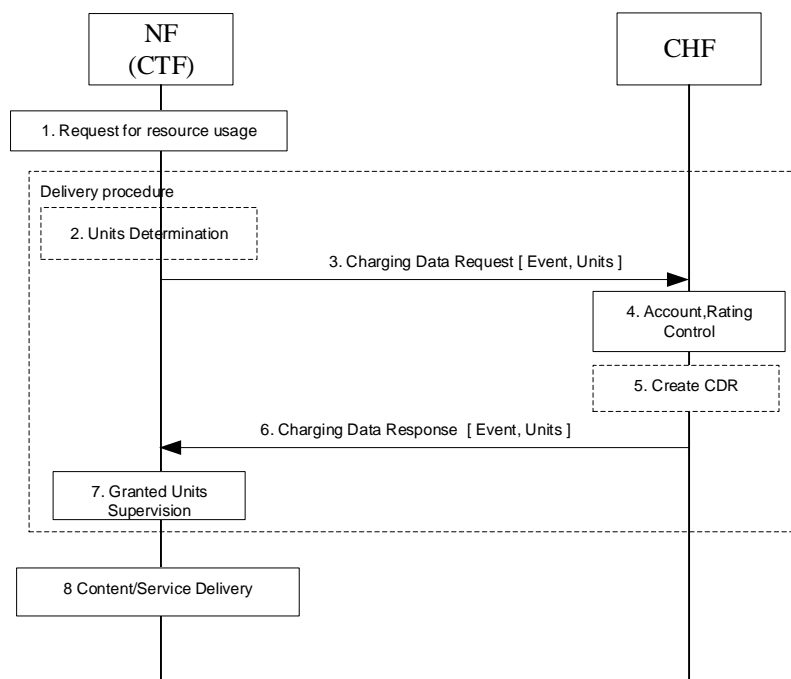 NF
(CTF)
CHF
1. Request for resource usage
Delivery procedure
2. Units Determination
3. Charging Data Request [ Event, Units ]
4. Account,Rating
Control
5. Create CDR
6. Charging Data Response [ Event, Units ]
7. Granted Units
Supervision
8 Content/Service Delivery